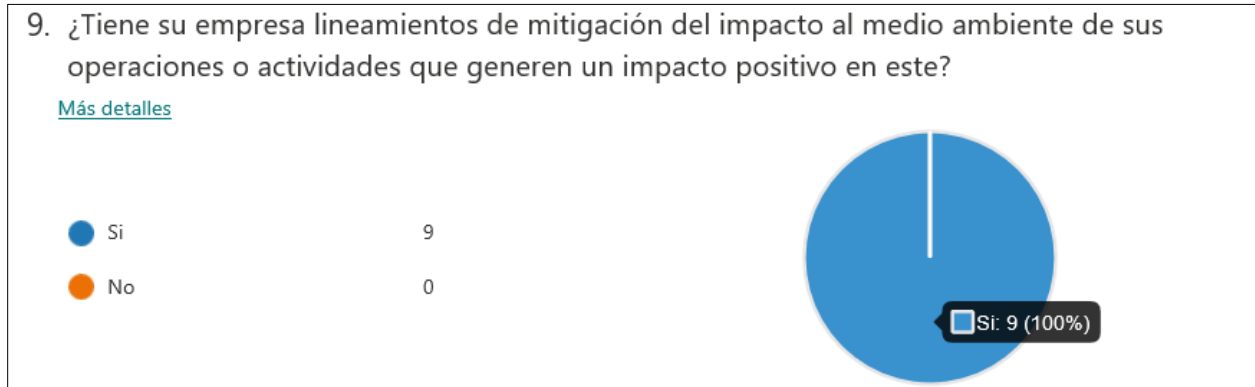 9. ¿Tiene su empresa lineamientos de mitigación del impacto al medio ambiente de sus
operaciones o actividades que generen un impacto positivo en este?
Más detalles
Si 9
No 0
Si: 9 (100%)